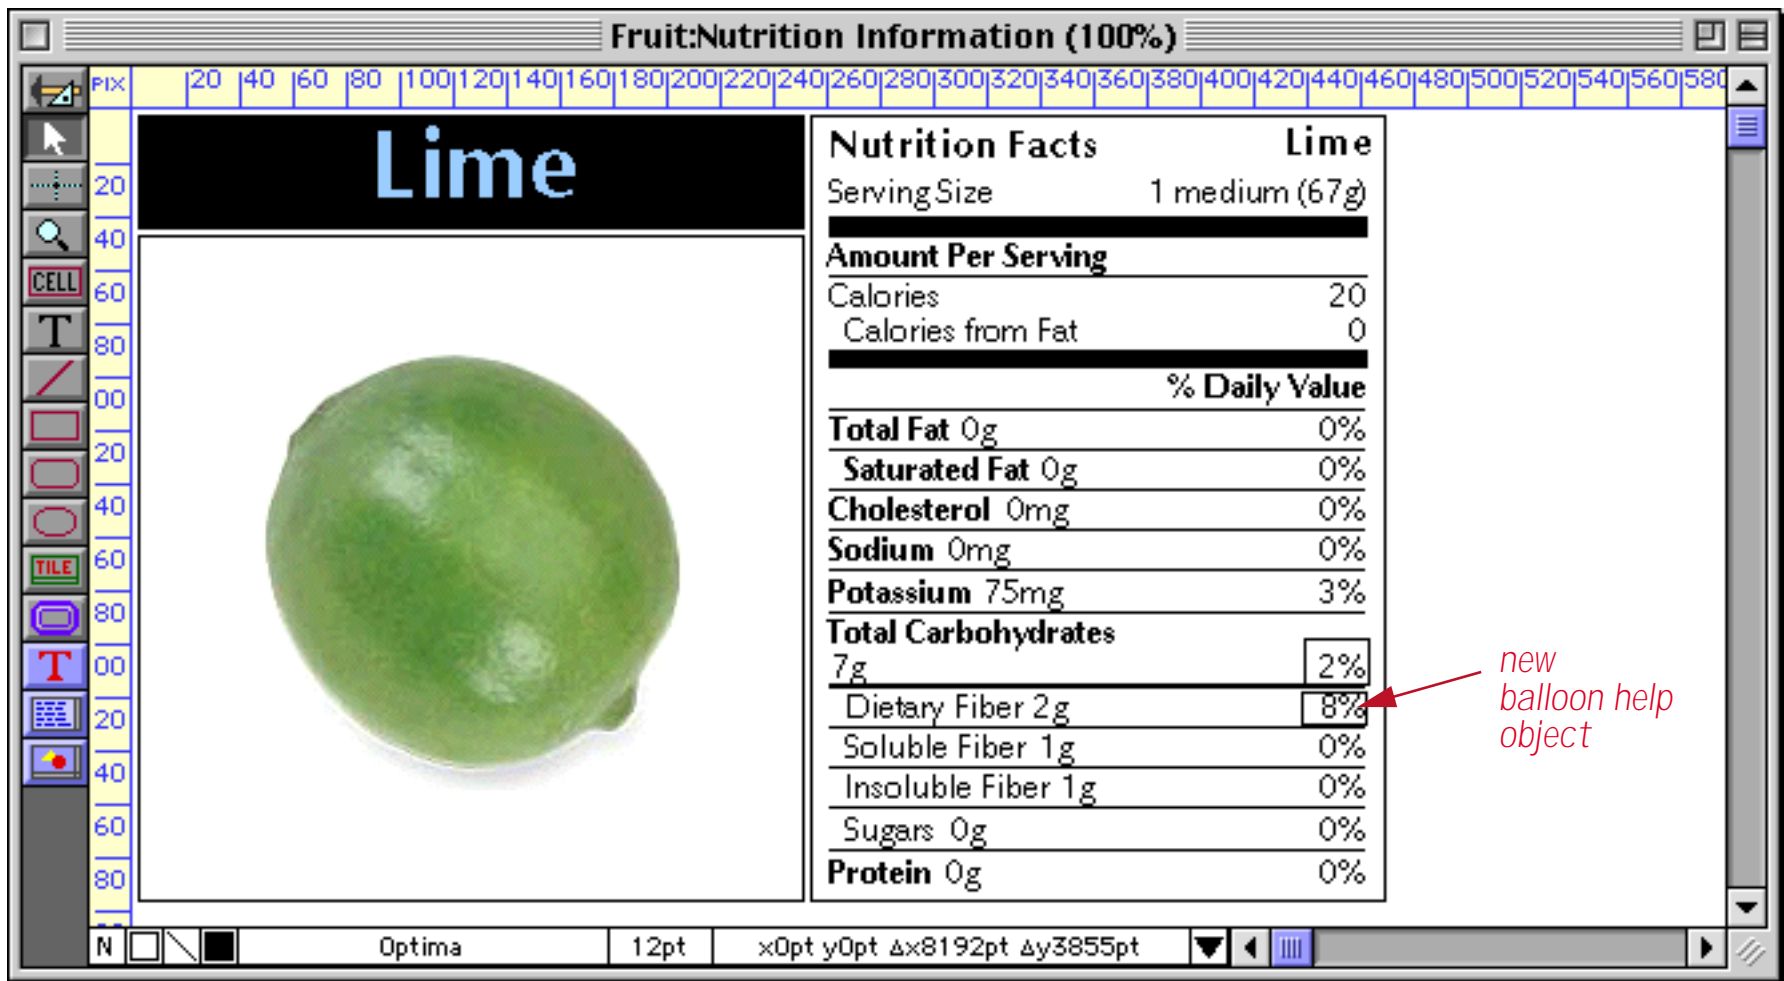 Fruit:Nutrition Information (100%)
PIX 20 40 60 80 100 120 140 160 180 200 220 240 260 280 300 320 340 360 380 400 420 440 460 480 500 520 540 560 580
20
40
60
80
00
20
40
60
80
00
20
40
60
80
CELL
T
TILE
T
Lime
Nutrition Facts Lime
Serving Size 1 medium (67g)
Amount Per Serving
Calories 20
Calories from Fat 0
% Daily Value
Total Fat 0g 0%
Saturated Fat 0g 0%
Cholesterol 0mg 0%
Sodium 0mg 0%
Potassium 75mg 3%
Total Carbohydrates
7g 2%
Dietary Fiber 2g 8%
Soluble Fiber 1g 0%
Insoluble Fiber 1g 0%
Sugars 0g 0%
Protein 0g 0%
new
balloon help
object
N Optima 12pt x0pt y0pt Δx8192pt Δy3855pt